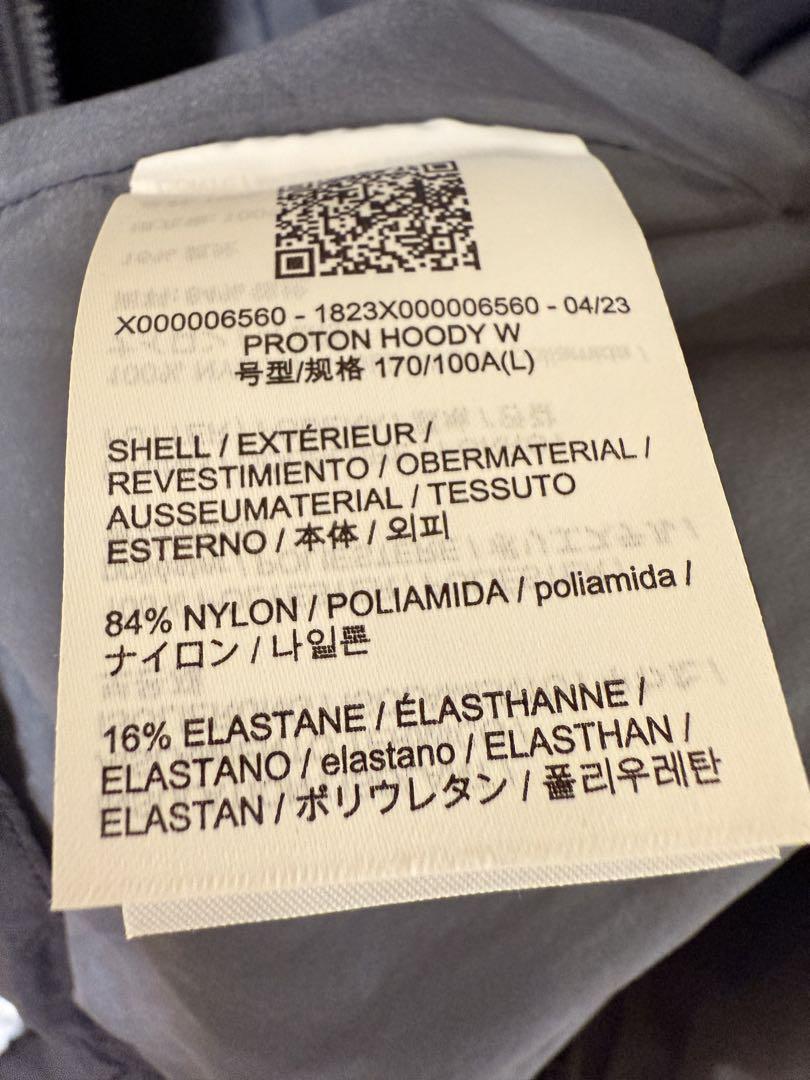 X000006560 - 1823X000006560 - 04/23
PROTON HOODY W
号型/规格 170/100A(L)
SHELL / EXTÉRIEUR /
REVESTIMIENTO / OBERMATERIAL /
AUSSEUMATERIAL / TESSUTO
ESTERNO / 本体 / 외피
84% NYLON / POLIAMIDA / poliamida /
ナイロン / 나일론
16% ELASTANE / ÉLASTHANNE /
ELASTANO / elastano / ELASTHAN /
ELASTAN / ポリウレタン / 폴리우레탄